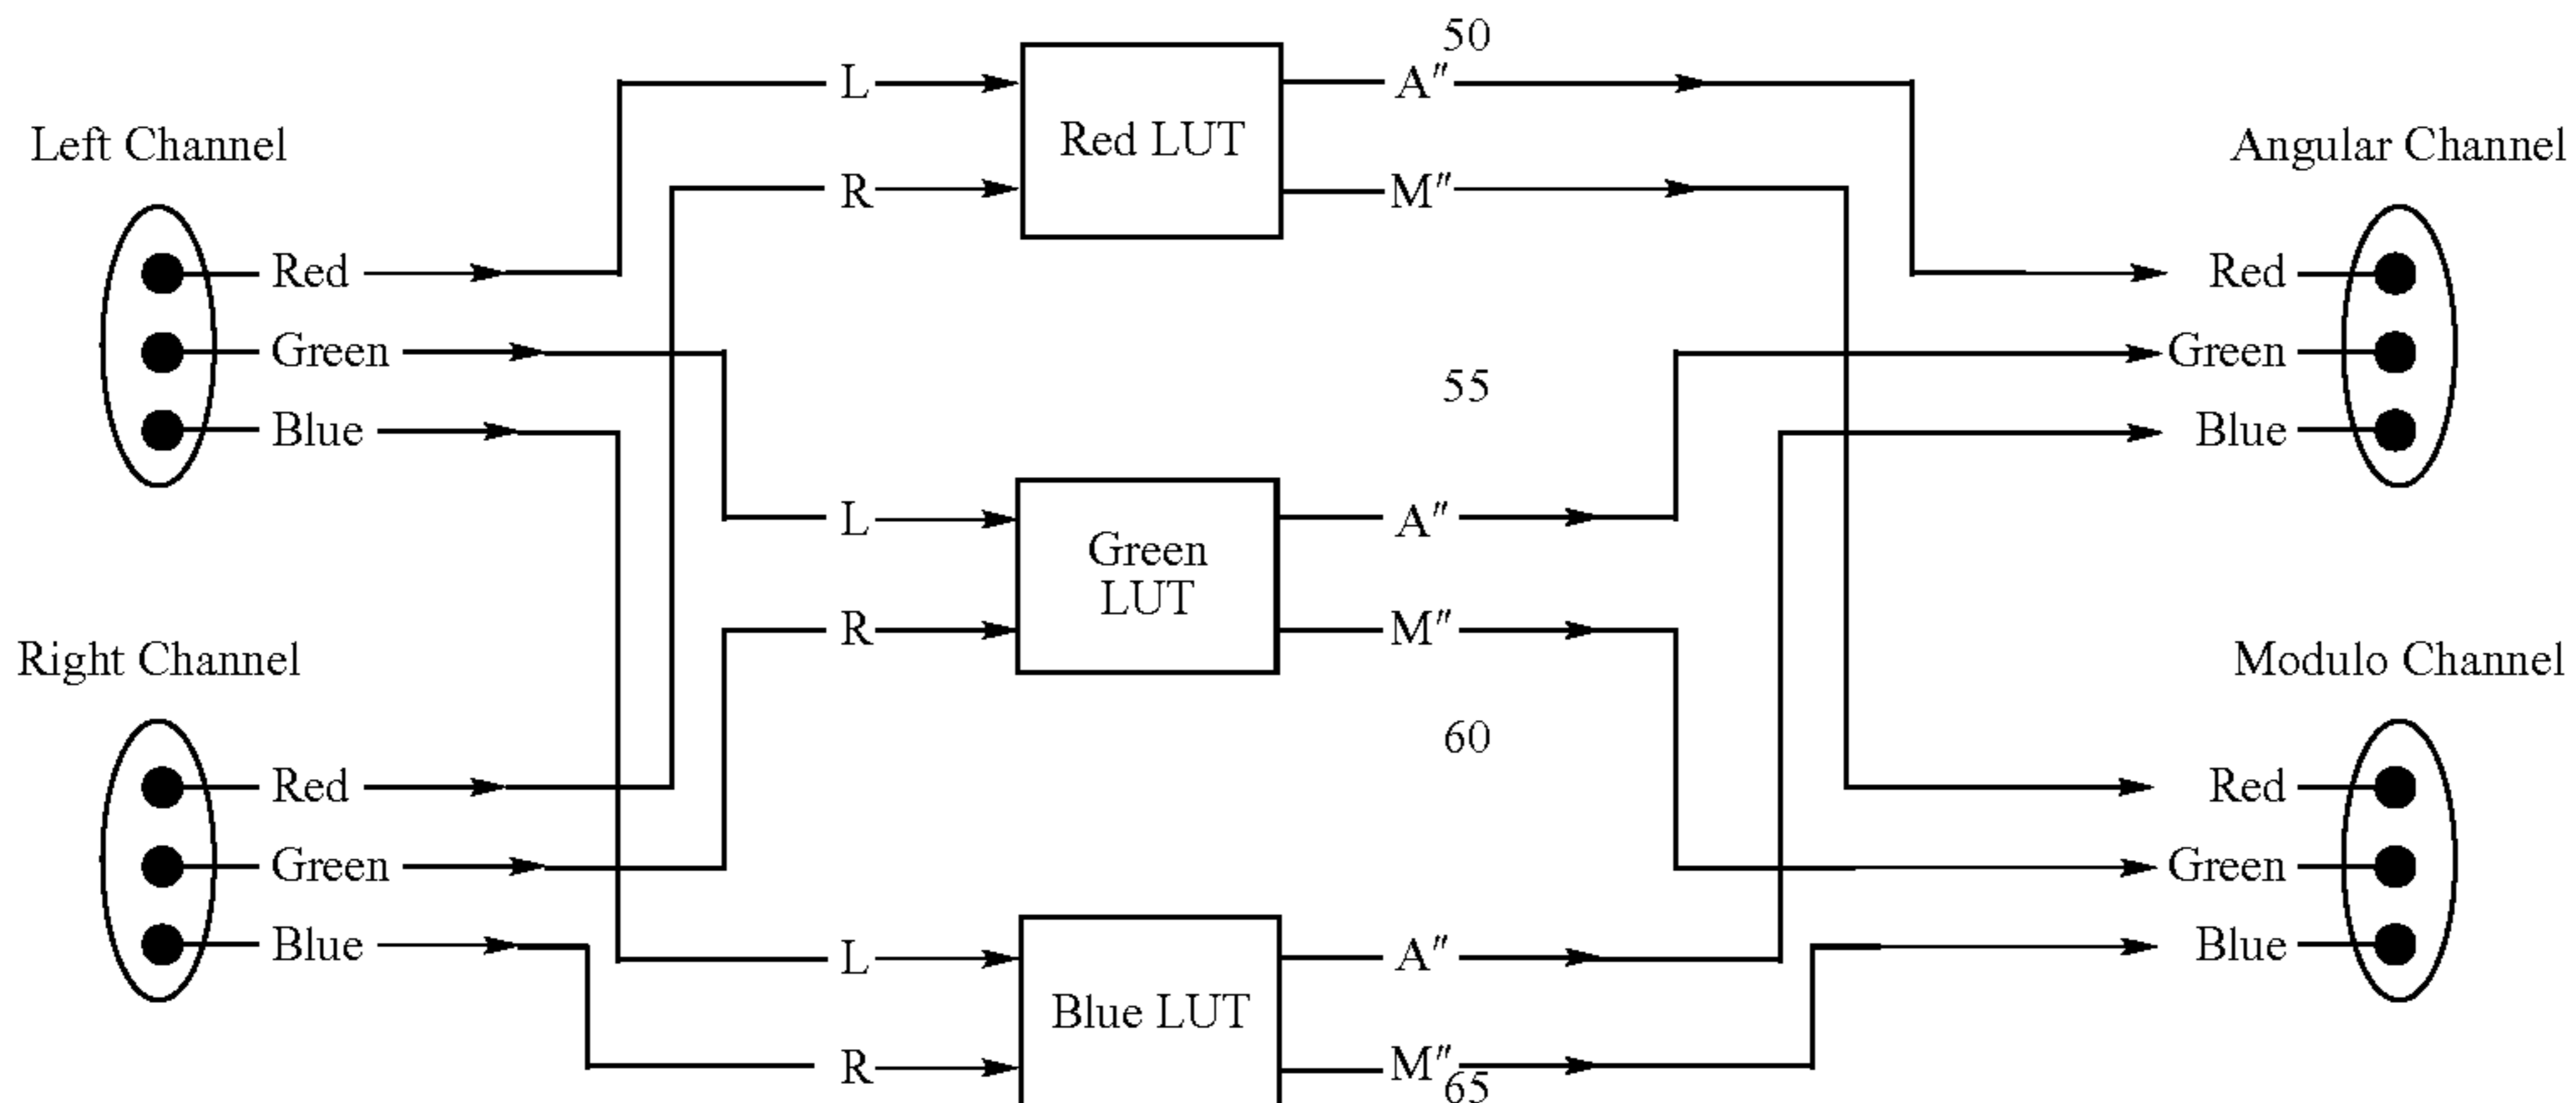 50
L
A″
Red LUT
Left Channel
Angular Channel
R
M″
Red
Red
Green
Green
55
Blue
Blue
L
A″
Green
LUT
R
M″
Right Channel
Modulo Channel
60
Red
Red
Green
Green
Blue
Blue
L
A″
Blue LUT
R
M″
65